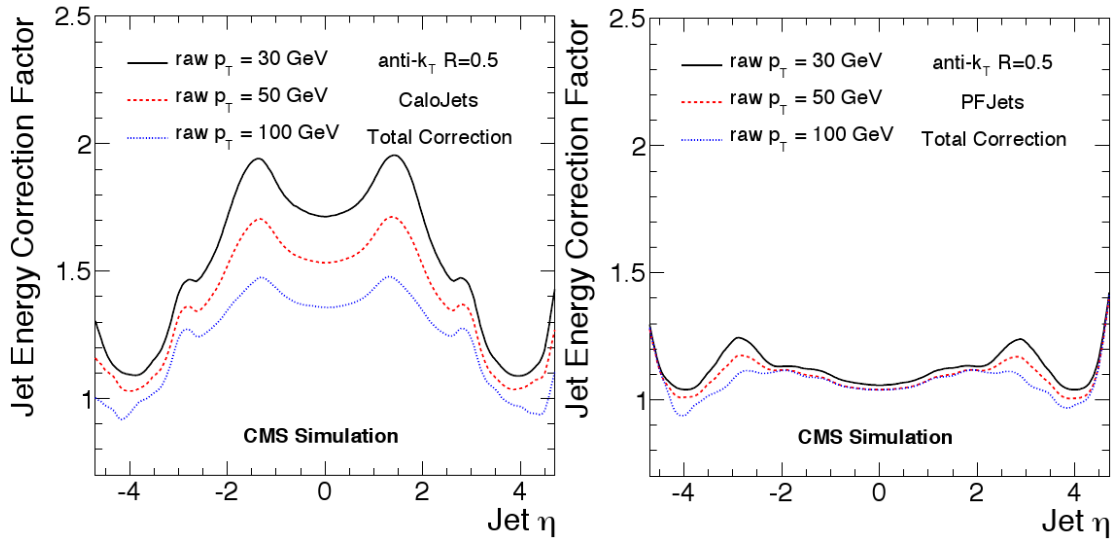 Jet Energy Correction Factor
2.5
2
1.5
1
raw p_T = 30 GeV
raw p_T = 50 GeV
raw p_T = 100 GeV
anti-k_T R=0.5
CaloJets
Total Correction
CMS Simulation
-4 -2 0 2 4
Jet η
Jet Energy Correction Factor
2.5
2
1.5
1
raw p_T = 30 GeV
raw p_T = 50 GeV
raw p_T = 100 GeV
anti-k_T R=0.5
PFJets
Total Correction
CMS Simulation
-4 -2 0 2 4
Jet η